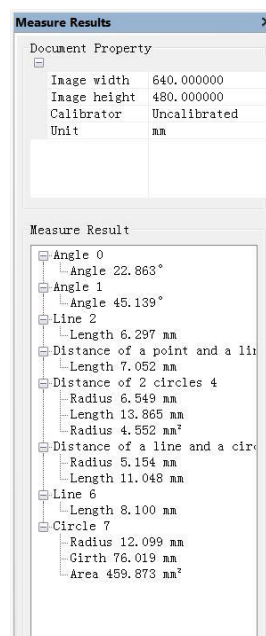 Measure Results
Document Property
Image width 640.000000
Image height 480.000000
Calibrator Uncalibrated
Unit mm
Measure Result
Angle 0
Angle 22.863°
Angle 1
Angle 45.139°
Line 2
Length 6.297 mm
Distance of a point and a lin
Length 7.052 mm
Distance of 2 circles 4
Radius 6.549 mm
Length 13.865 mm
Radius 4.552 mm²
Distance of a line and a circ
Radius 5.154 mm
Length 11.048 mm
Line 6
Length 8.100 mm
Circle 7
Radius 12.099 mm
Girth 76.019 mm
Area 459.873 mm²